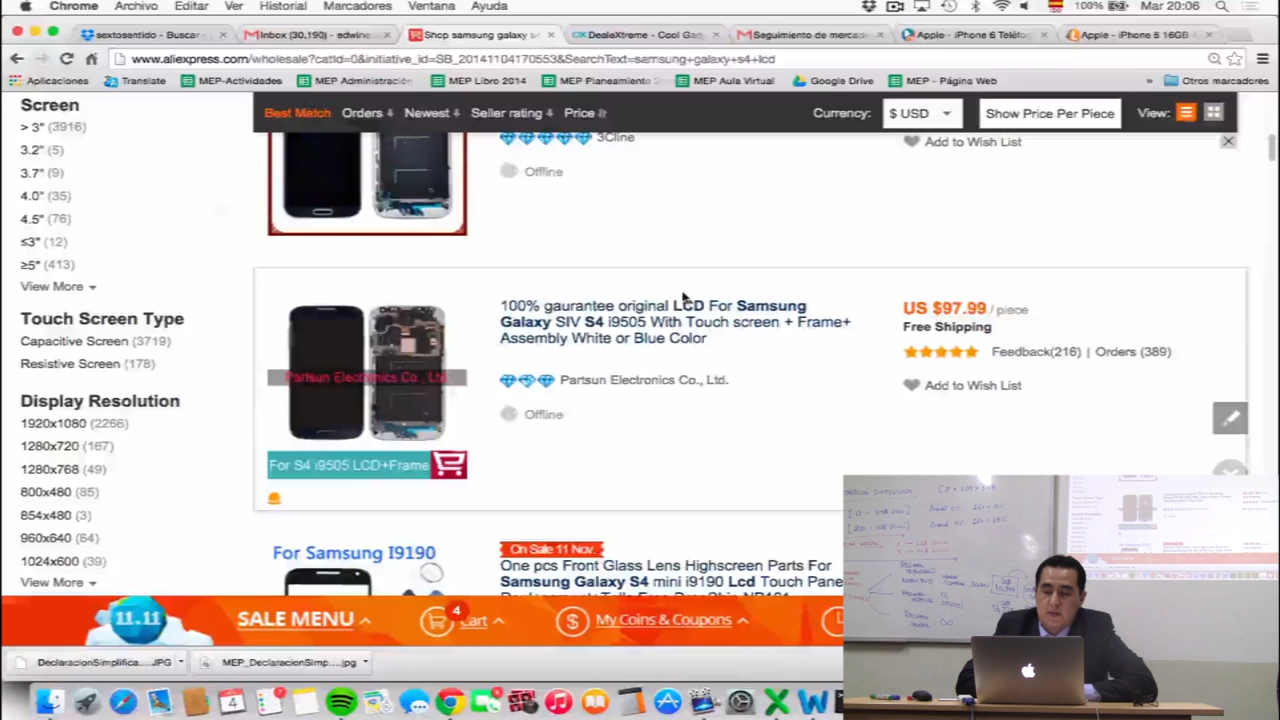 Chrome Archivo Editar Ver Historial Marcadores Ventana Ayuda 100% Mar 20:06
sextosentido - Buscar Inbox (30,190) - edwine Shop samsung galaxy s DealeXtreme - Cool Gad Seguimiento de mercad Apple - iPhone 6 Teléfo Apple - iPhone 6 16GB
www.aliexpress.com/wholesale?catId=0&initiative_id=SB_20141104170553&SearchText=samsung+galaxy+s4+lcd
Aplicaciones Translate MEP-Actividades MEP Administración MEP Libro 2014 MEP Planeamiento MEP Aula Virtual Google Drive MEP - Página Web » Otros marcadores
Best Match Orders Newest Seller rating Price Currency: $ USD Show Price Per Piece View:
Screen
> 3" (3916)
3.2" (5)
3.7" (9)
4.0" (35)
4.5" (76)
≤3" (12)
≥5" (413)
View More
Touch Screen Type
Capacitive Screen (3719)
Resistive Screen (178)
Display Resolution
1920x1080 (2266)
1280x720 (167)
1280x768 (49)
800x480 (85)
854x480 (3)
960x640 (64)
1024x600 (39)
View More
3Cline
Offline
Add to Wish List
100% gaurantee original LCD For Samsung
Galaxy SIV S4 i9505 With Touch screen + Frame+
Assembly White or Blue Color
Partsun Electronics Co., Ltd.
Offline
US $97.99 / piece
Free Shipping
Feedback(216) | Orders (389)
Add to Wish List
Partsun Electronics Co., Ltd
For S4 i9505 LCD+Frame
For Samsung I9190
On Sale 11 Nov.
One pcs Front Glass Lens Highscreen Parts For
Samsung Galaxy S4 mini i9190 Lcd Touch Pane
11.11 SALE MENU 4 Cart $ My Coins & Coupons
DeclaracionSimplifica....JPG MEP_DeclaracionSimp....jpg
4